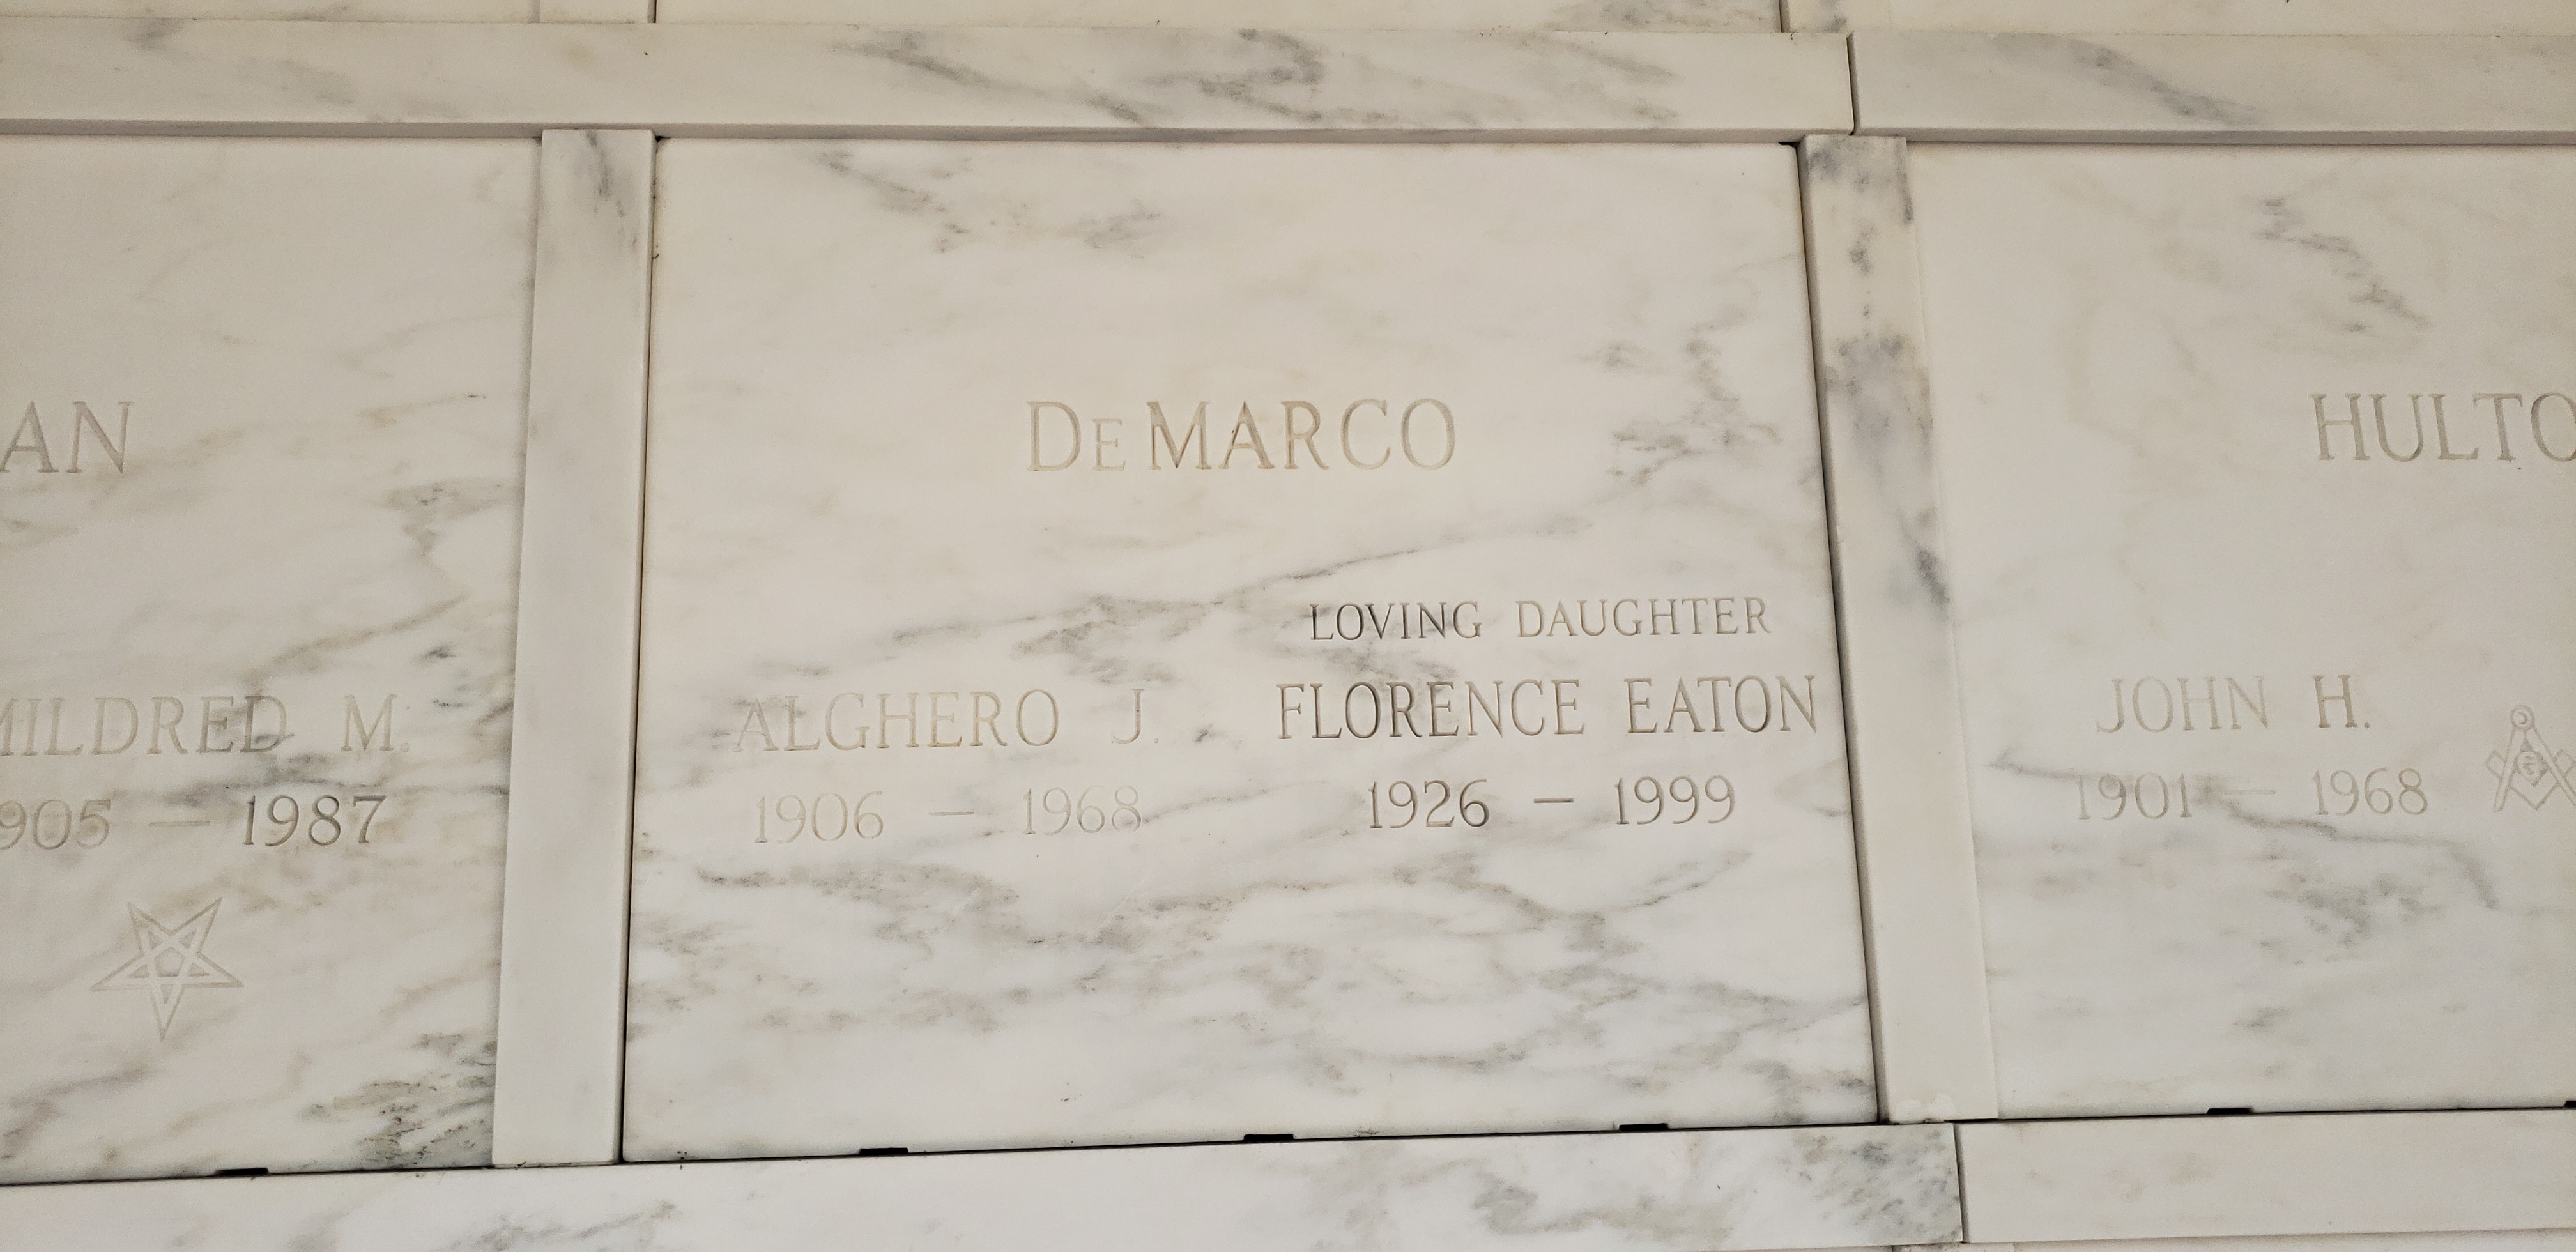 AN
MILDRED M.
905 — 1987
DEMARCO
ALGHERO J.
1906 — 1968
LOVING DAUGHTER
FLORENCE EATON
1926 — 1999
HULTO
JOHN H.
1901 — 1968
G